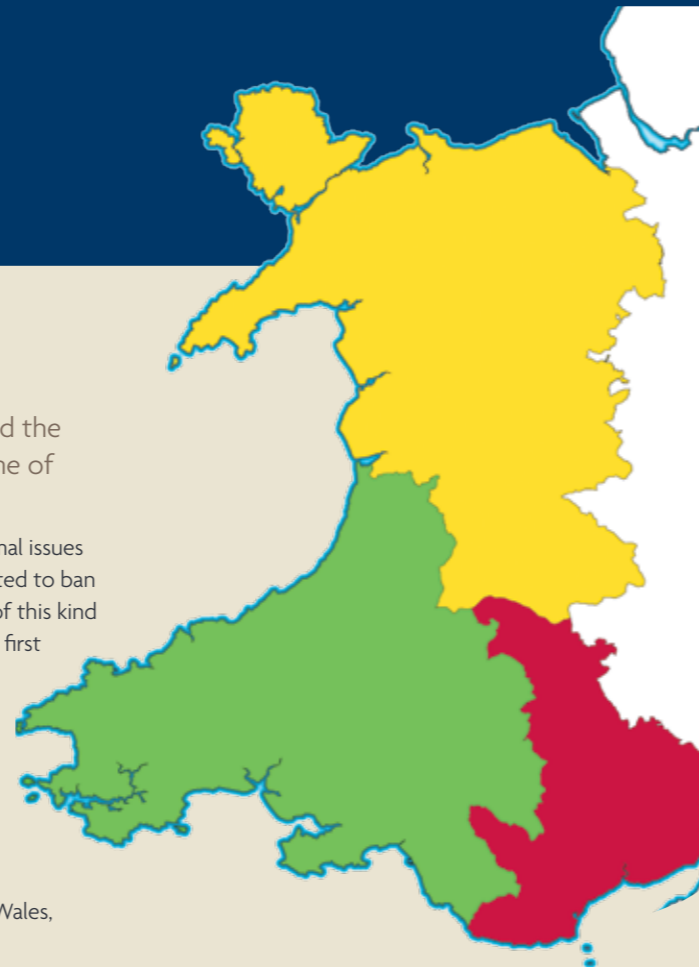 d the
ne of
nal issues
ted to ban
of this kind
first
Wales,